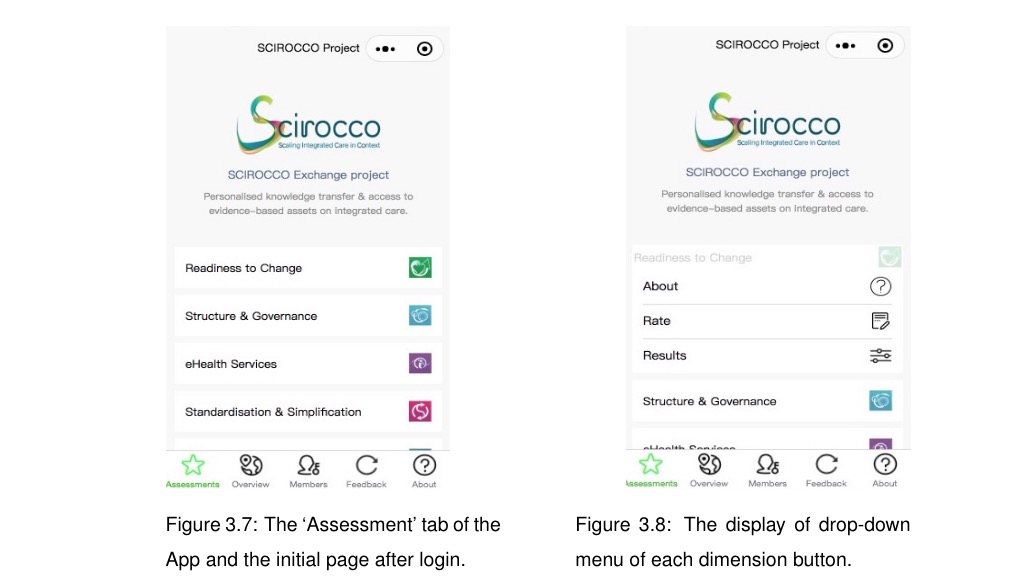 SCIROCCO Project
Scirocco
Scaling Integrated Care in Context
SCIROCCO Exchange project
Personalised knowledge transfer & access to
evidence-based assets on integrated care.
Readiness to Change
Structure & Governance
eHealth Services
Standardisation & Simplification
Assessments Overview Members Feedback About
Figure 3.7: The ‘Assessment’ tab of the
App and the initial page after login.
SCIROCCO Project
Scirocco
Scaling Integrated Care in Context
SCIROCCO Exchange project
Personalised knowledge transfer & access to
evidence-based assets on integrated care.
Readiness to Change
About
Rate
Results
Structure & Governance
eHealth Services
Assessments Overview Members Feedback About
Figure 3.8: The display of drop-down
menu of each dimension button.